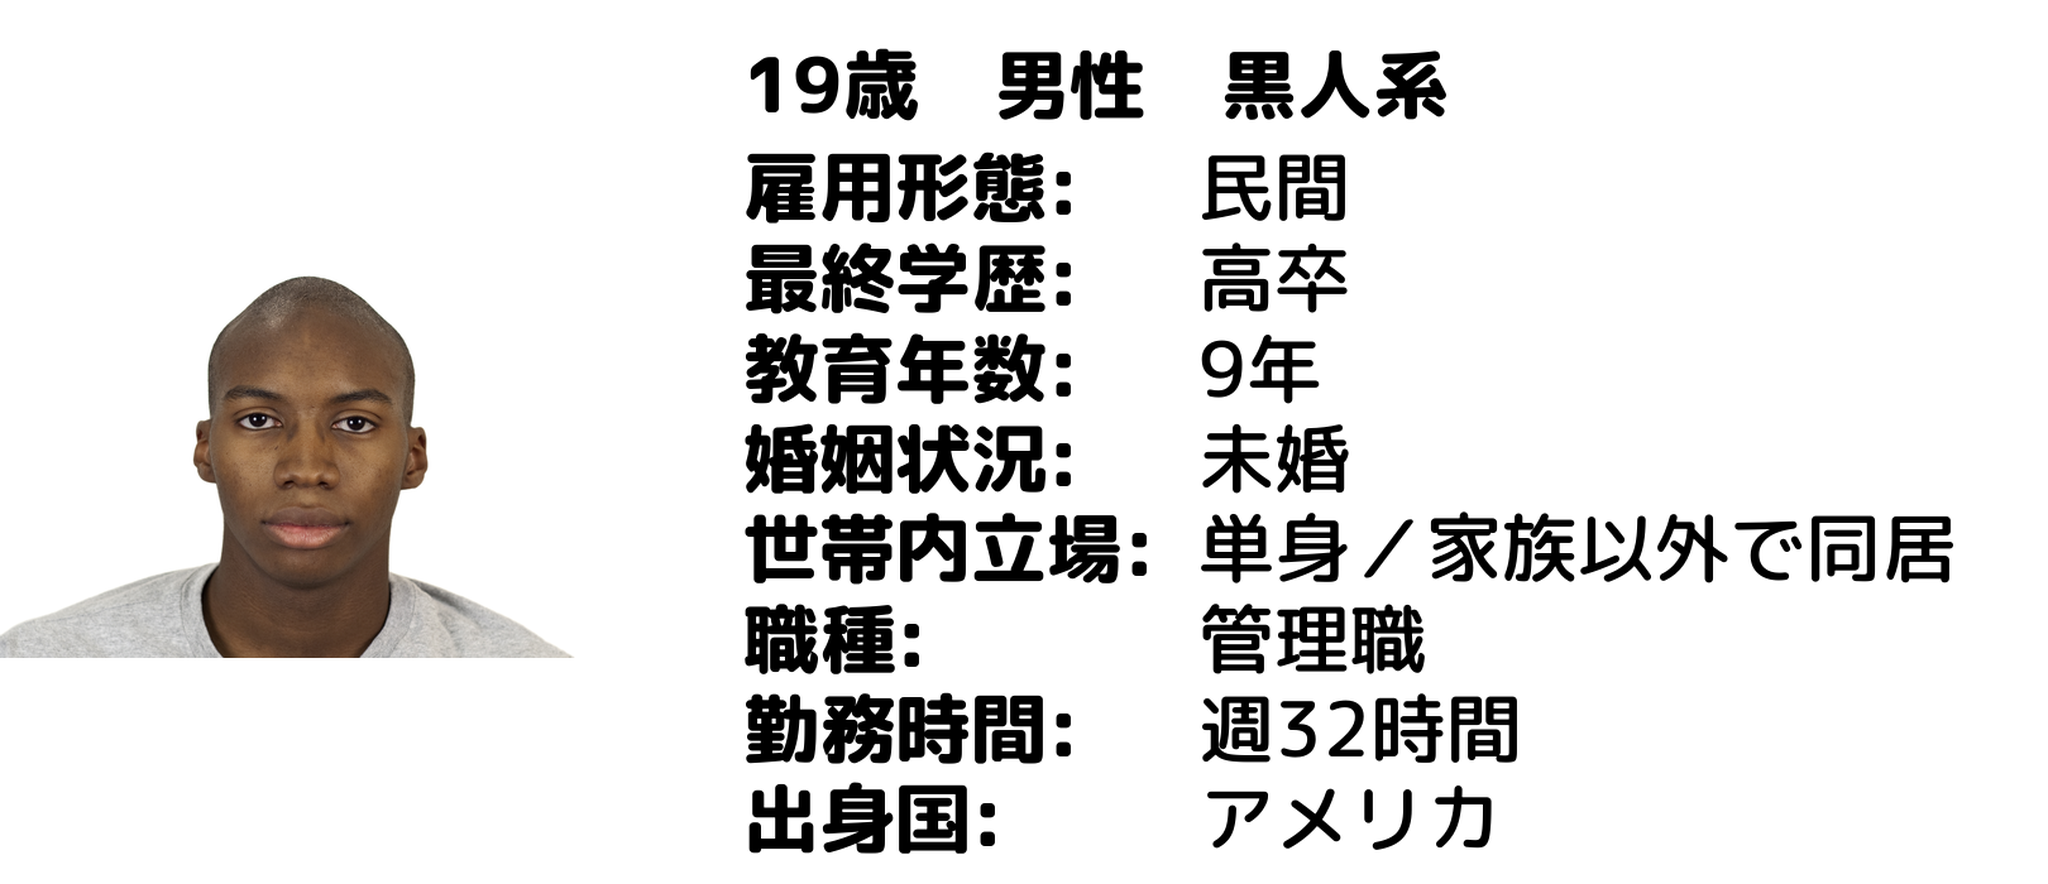 19歳　男性　黒人系
雇用形態:　民間
最終学歴:　高卒
教育年数:　9年
婚姻状況:　未婚
世帯内立場:　単身／家族以外で同居
職種:　管理職
勤務時間:　週32時間
出身国:　アメリカ